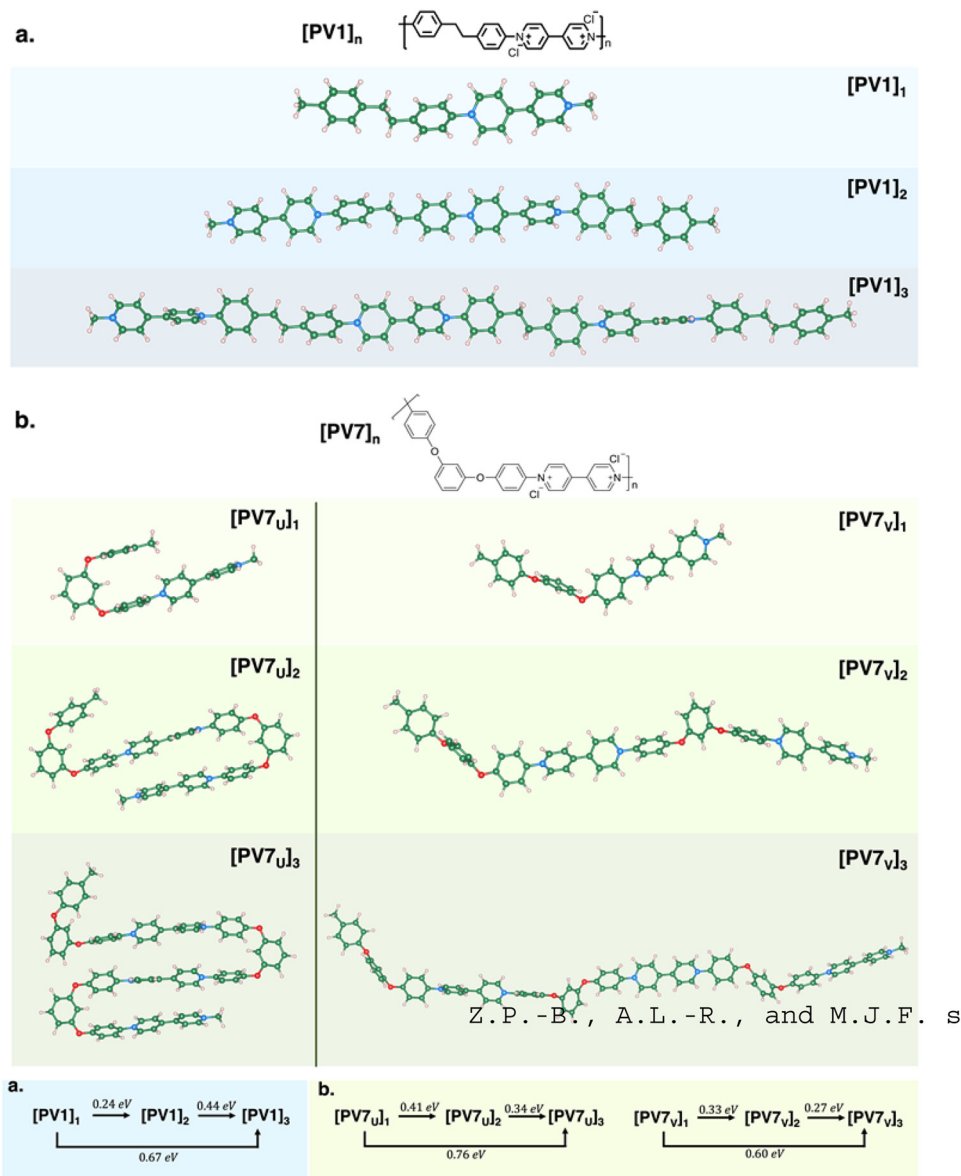 a.
[PV1]n
Cl⁻
N⁺
⁺N
n
Cl⁻
[PV1]1
[PV1]2
[PV1]3
b.
[PV7]n
O
O
Cl⁻
N⁺
⁺N
n
Cl⁻
[PV7U]1
[PV7V]1
[PV7U]2
[PV7V]2
[PV7U]3
[PV7V]3
Z.P.-B., A.L.-R., and M.J.F. s
a.
b.
0.24 eV 0.44 eV
[PV1]1 [PV1]2 [PV1]3
0.67 eV
0.41 eV 0.34 eV
[PV7U]1 [PV7U]2 [PV7U]3
0.76 eV
0.33 eV 0.27 eV
[PV7V]1 [PV7V]2 [PV7V]3
0.60 eV